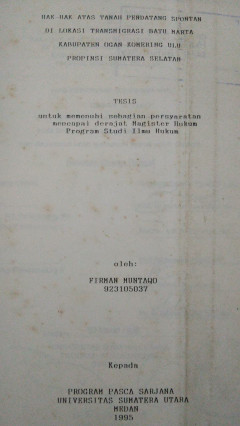 HAK-HAK ATAS TANAH PENDATANG SPONTAN
DI LOKASI TRANSMIGRASI BATU MARTA
KABUPATEN OGAN KOMERING ULU
PROPINSI SUMATERA SELATAN
TESIS
untuk memenuhi sebagian persyaratan
mencapai derajat Magister Hukum
Program Studi Ilmu Hukum
oleh:
FIRMAN MUNTAQO
923105037
Kepada
PROGRAM PASCA SARJANA
UNIVERSITAS SUMATERA UTARA
MEDAN
1995